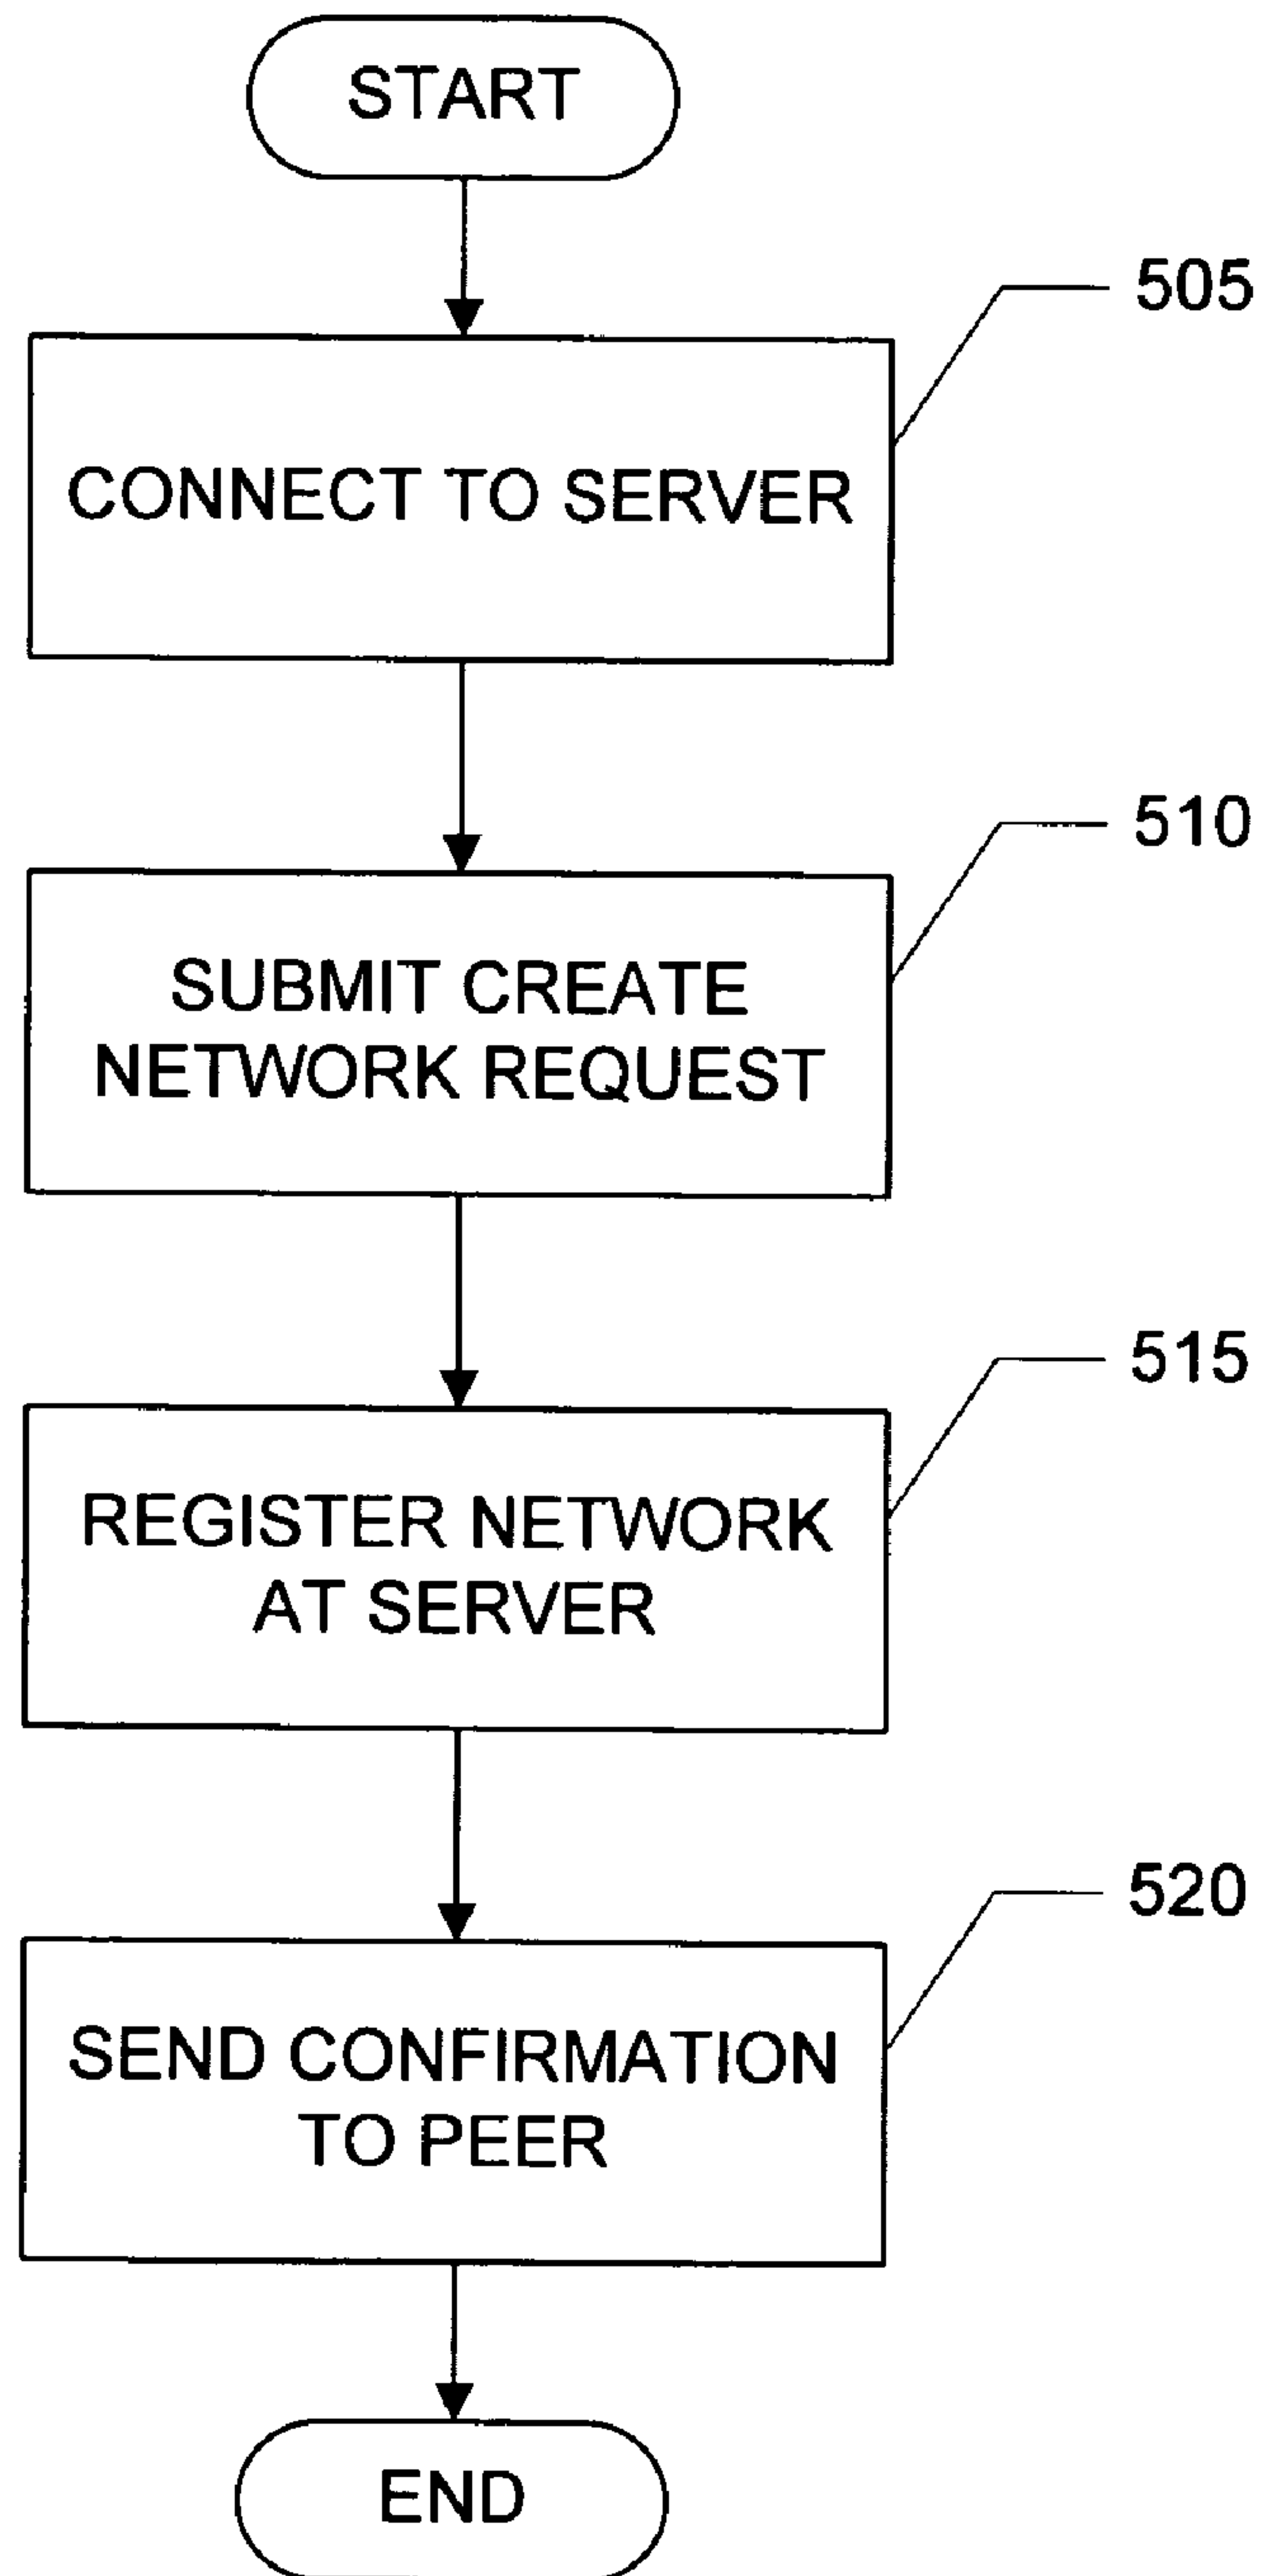 START
505
CONNECT TO SERVER
510
SUBMIT CREATE
NETWORK REQUEST
515
REGISTER NETWORK
AT SERVER
520
SEND CONFIRMATION
TO PEER
END